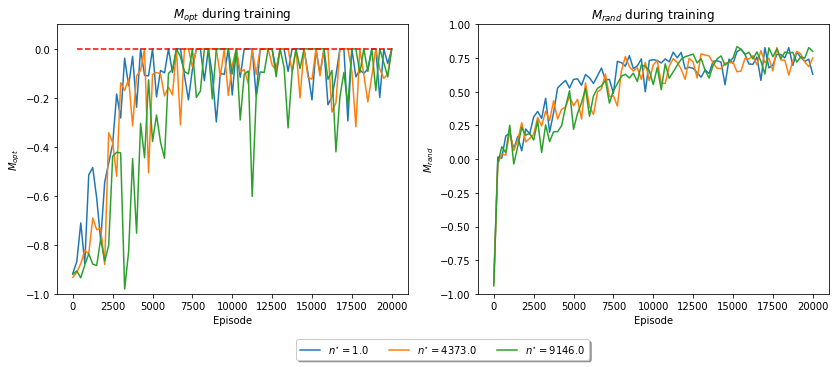 M_opt during training
0.0
−0.2
−0.4
−0.6
−0.8
−1.0
M_opt
0 2500 5000 7500 10000 12500 15000 17500 20000
Episode
M_rand during training
1.00
0.75
0.50
0.25
0.00
−0.25
−0.50
−0.75
−1.00
M_rand
0 2500 5000 7500 10000 12500 15000 17500 20000
Episode
n* = 1.0 n* = 4373.0 n* = 9146.0